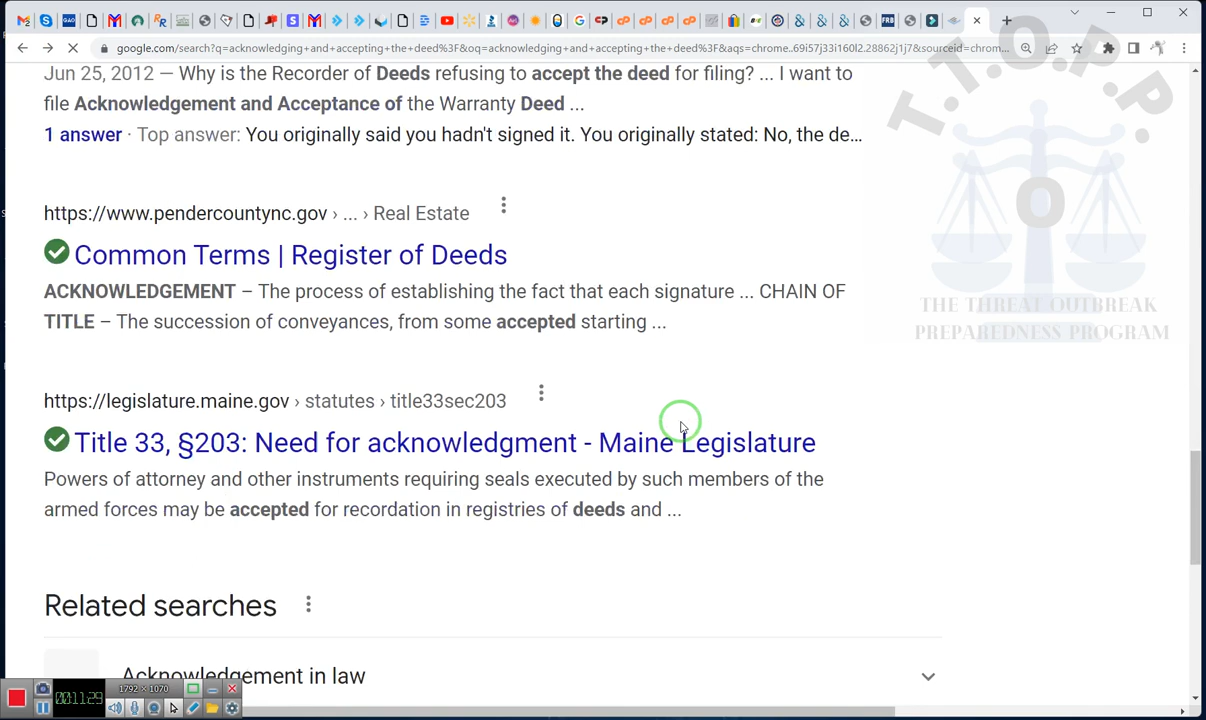 google.com/search?q=acknowledging+and+accepting+the+deed%3F&oq=acknowledging+and+accepting+the+deed%3F&aqs=chrome..69i57j33i160l2.28862j1j7&sourceid=chrom...
Jun 25, 2012 — Why is the Recorder of Deeds refusing to accept the deed for filing? ... I want to
file Acknowledgement and Acceptance of the Warranty Deed ...
1 answer · Top answer: You originally said you hadn't signed it. You originally stated: No, the de...
T.T.O.P.P.
O
THE THREAT OUTBREAK
PREPAREDNESS PROGRAM
https://www.pendercountync.gov › ... › Real Estate
Common Terms | Register of Deeds
ACKNOWLEDGEMENT – The process of establishing the fact that each signature ... CHAIN OF
TITLE – The succession of conveyances, from some accepted starting ...
https://legislature.maine.gov › statutes › title33sec203
Title 33, §203: Need for acknowledgment - Maine Legislature
Powers of attorney and other instruments requiring seals executed by such members of the
armed forces may be accepted for recordation in registries of deeds and ...
Related searches
Acknowledgement in law
00:11:29
1792 × 1070